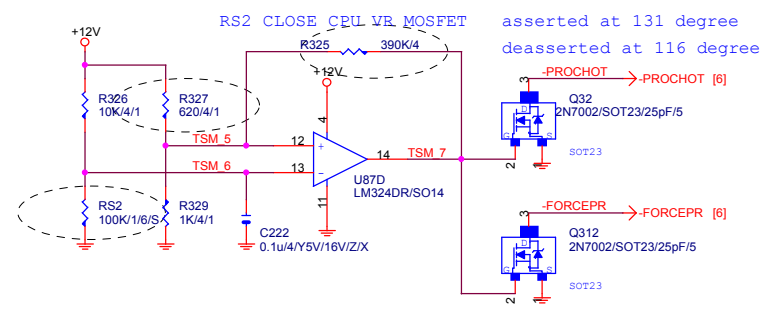 RS2 CLOSE CPU VR MOSFET
asserted at 131 degree
deasserted at 116 degree
+12V
R325
390K/4
+12V
R326
10K/4/1
R327
620/4/1
TSM_5
TSM_6
12
13
4
11
14
TSM_7
U87D
LM324DR/SO14
RS2
100K/1/6/S
R329
1K/4/1
C222
0.1u/4/Y5V/16V/Z/X
3
-PROCHOT
-PROCHOT [6]
Q32
2N7002/SOT23/25pF/5
D
G
S
SOT23
2
1
3
-FORCEPR
-FORCEPR [6]
Q312
2N7002/SOT23/25pF/5
D
G
S
SOT23
2
1